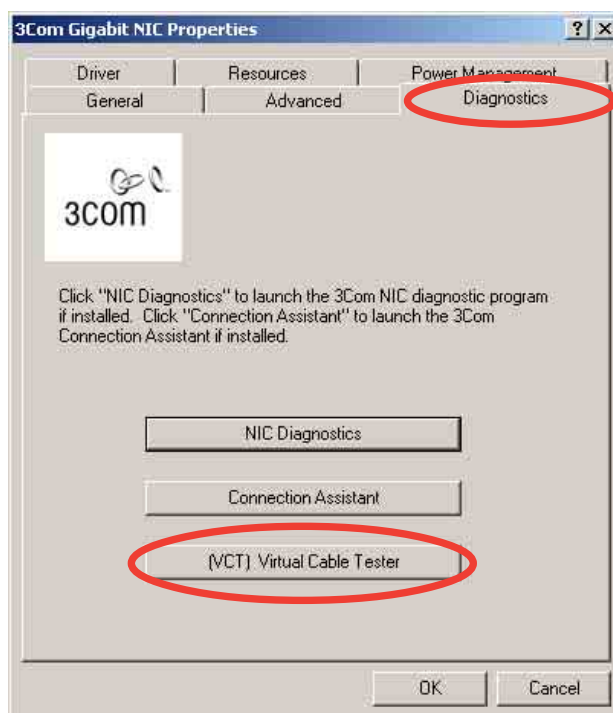 3Com Gigabit NIC Properties
Driver Resources Power Management
General Advanced Diagnostics
3COM
Click "NIC Diagnostics" to launch the 3Com NIC diagnostic program
if installed. Click "Connection Assistant" to launch the 3Com
Connection Assistant if installed.
NIC Diagnostics
Connection Assistant
(VCT) Virtual Cable Tester
OK Cancel